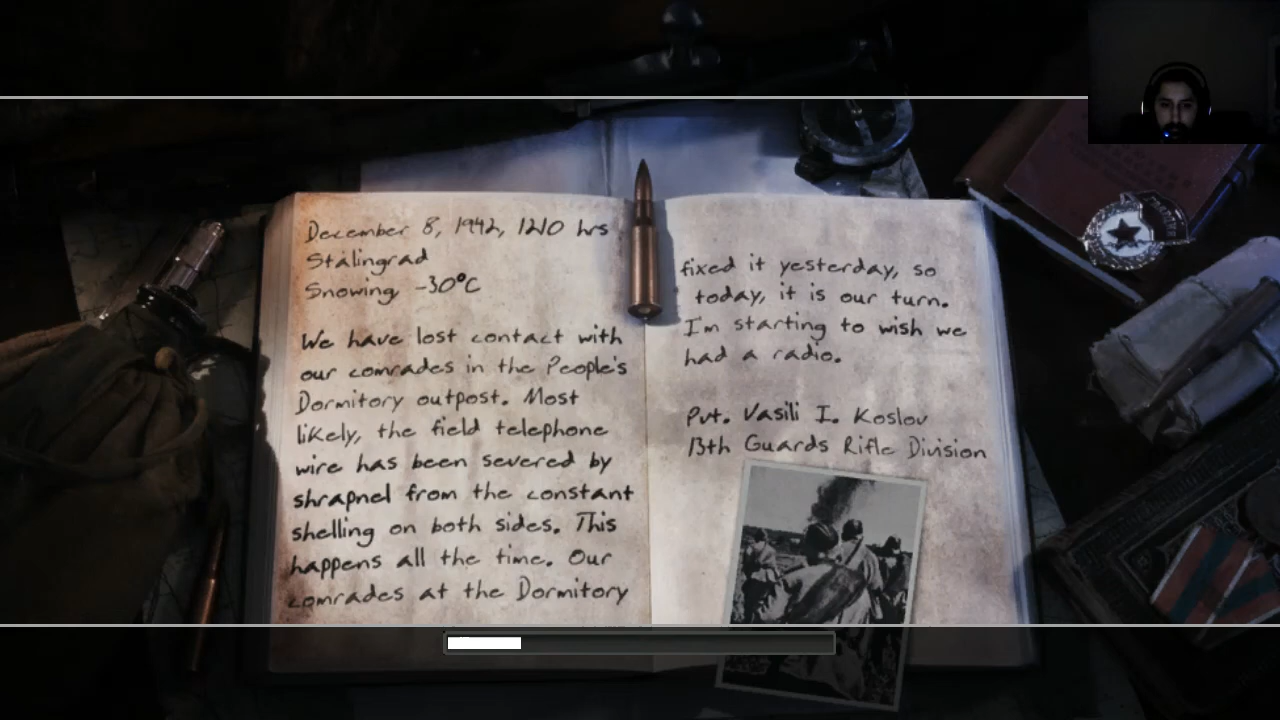 December 8, 1942, 1210 hrs
Stalingrad
Snowing -30°C
We have lost contact with
our comrades in the People's
Dormitory outpost. Most
likely, the field telephone
wire has been severed by
shrapnel from the constant
shelling on both sides. This
happens all the time. Our
comrades at the Dormitory
fixed it yesterday, so
today, it is our turn.
I'm starting to wish we
had a radio.
Pvt. Vasili I. Koslov
13th Guards Rifle Division